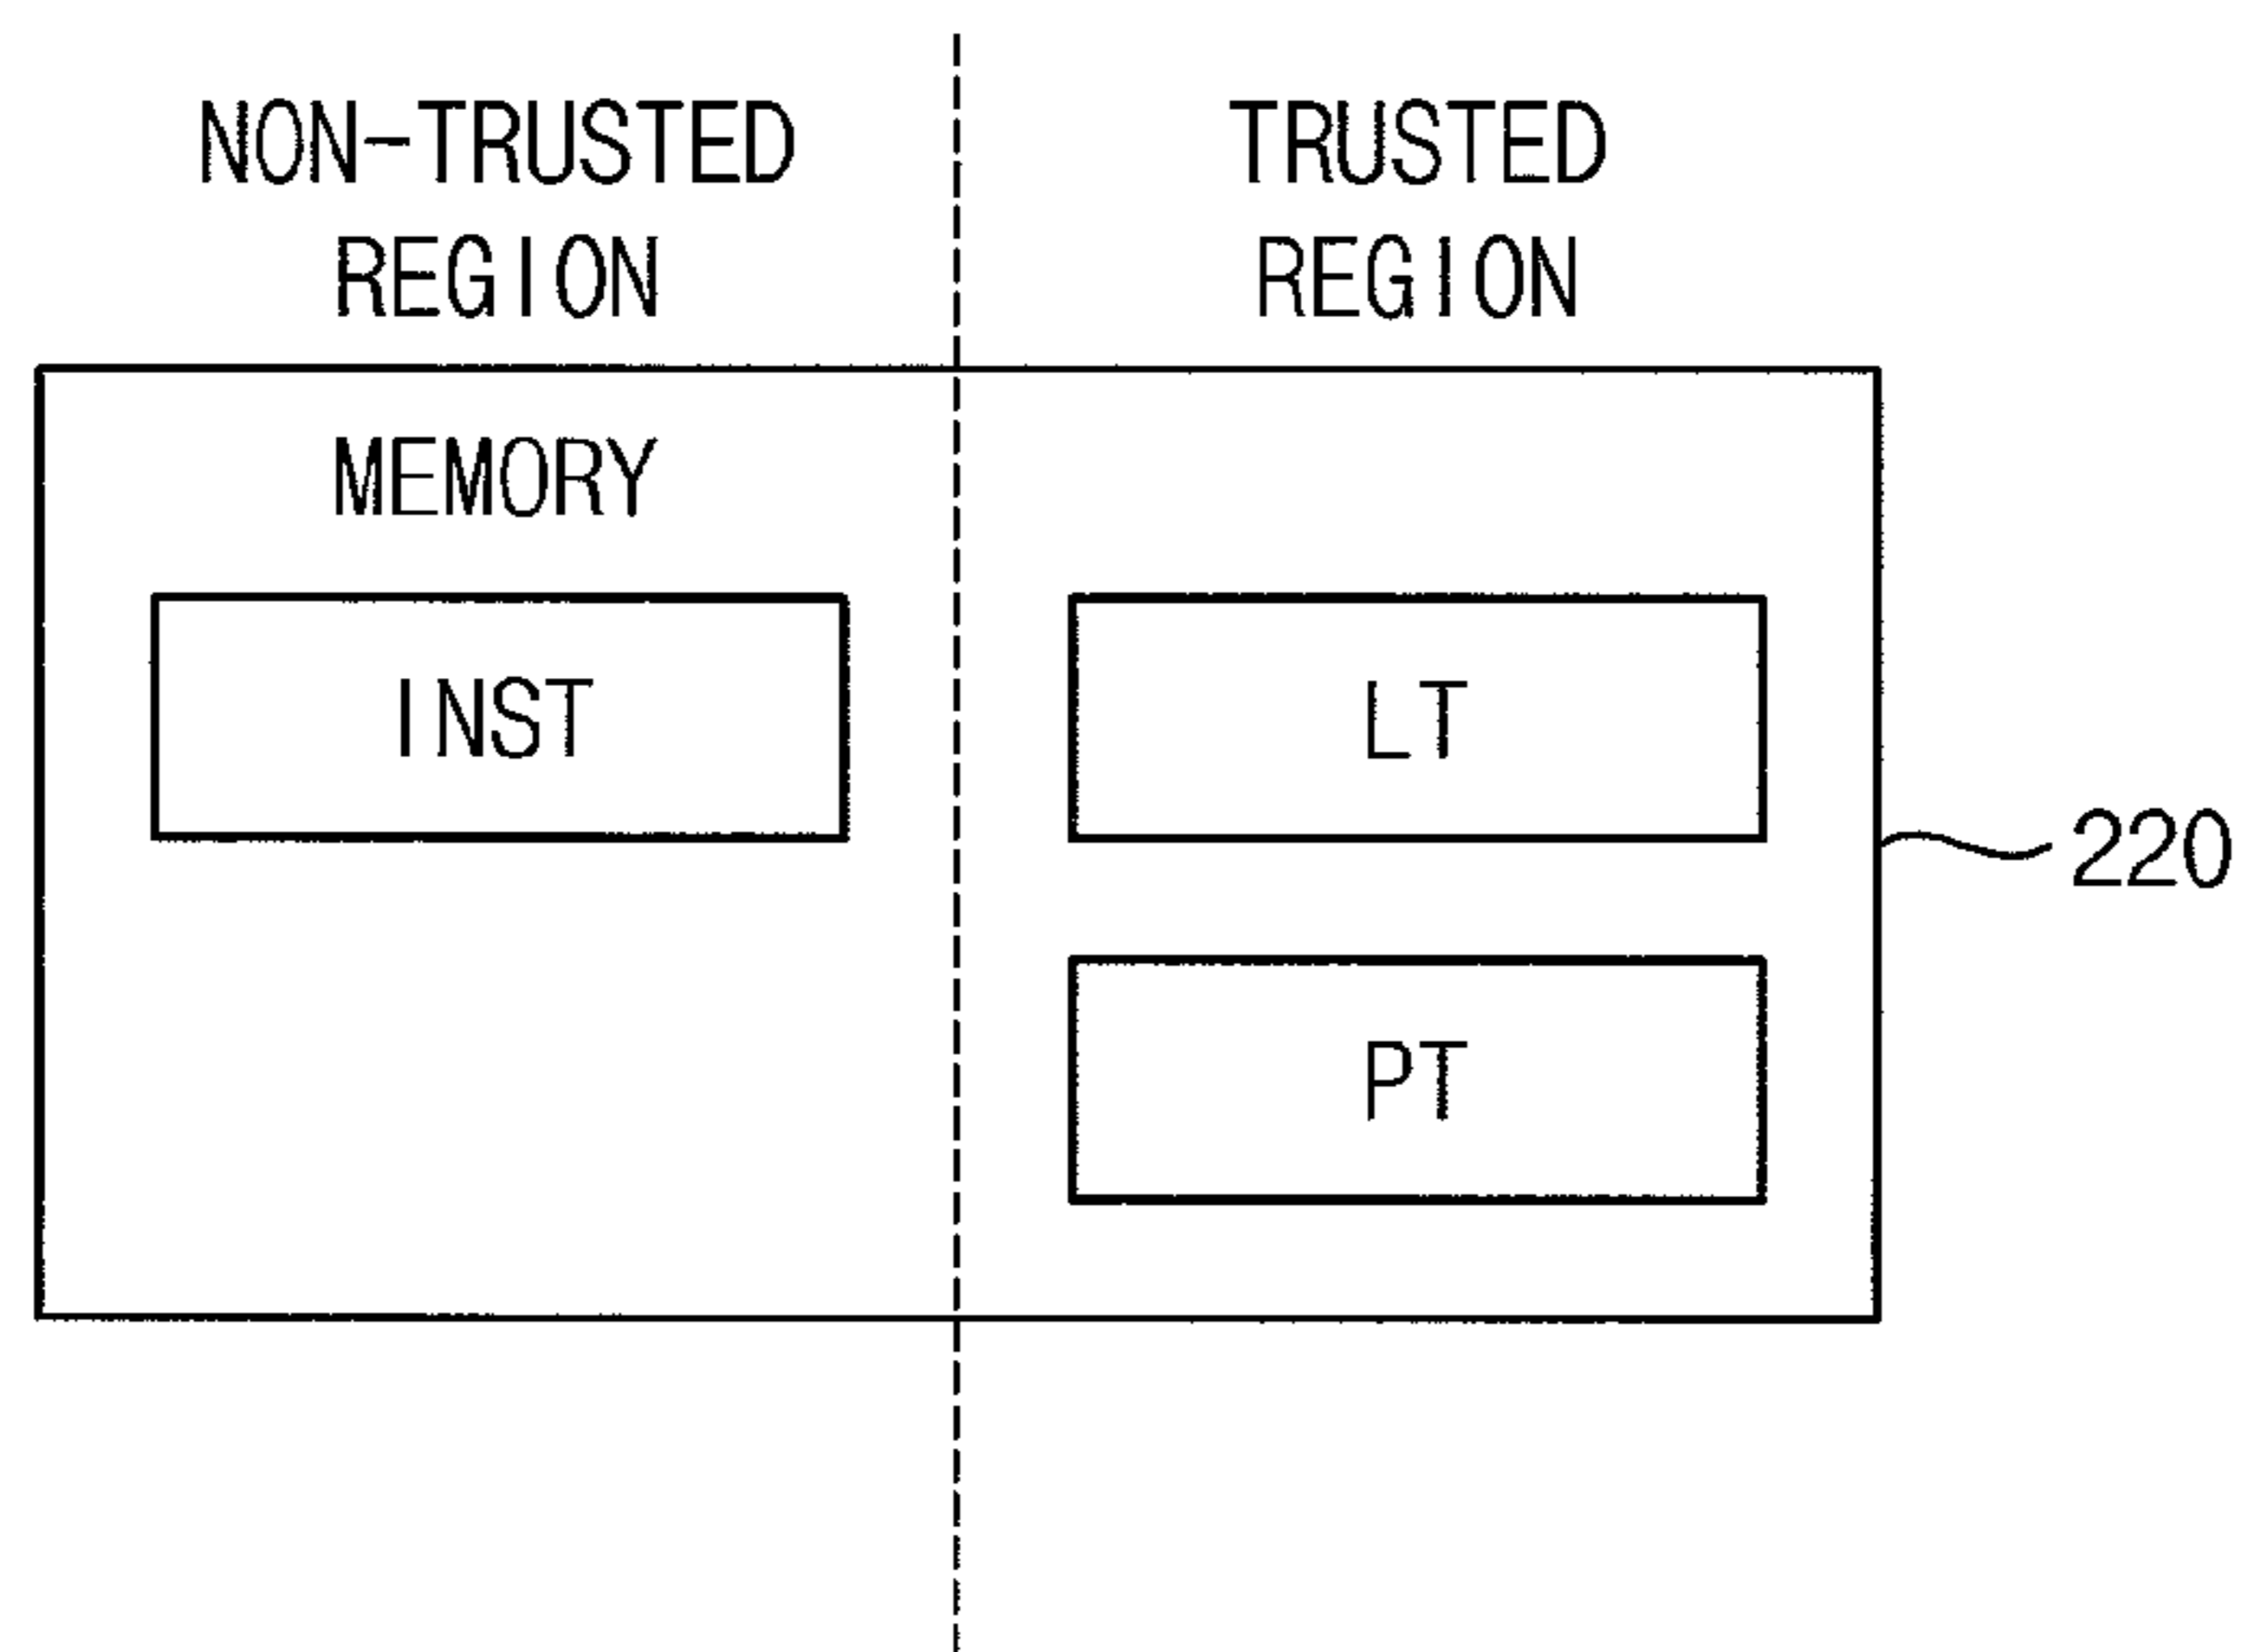 NON-TRUSTED
REGION
TRUSTED
REGION
MEMORY
INST
LT
220
PT